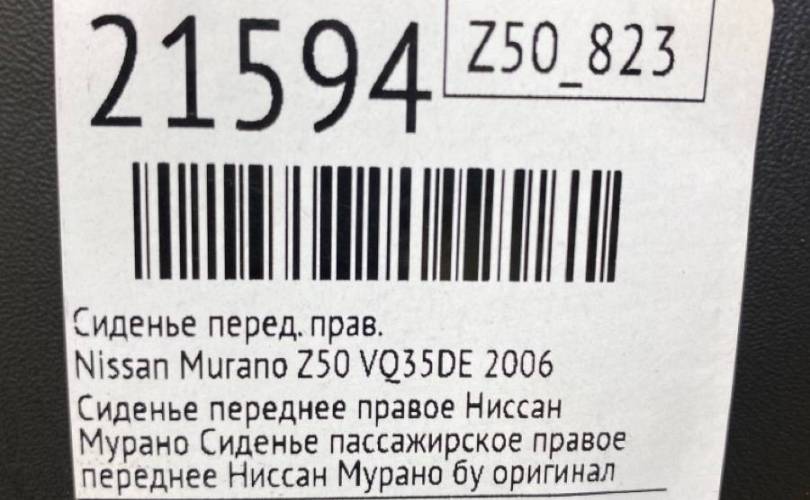 21594
Z50_823
Сиденье перед. прав.
Nissan Murano Z50 VQ35DE 2006
Сиденье переднее правое Ниссан
Мурано Сиденье пассажирское правое
переднее Ниссан Мурано бу оригинал